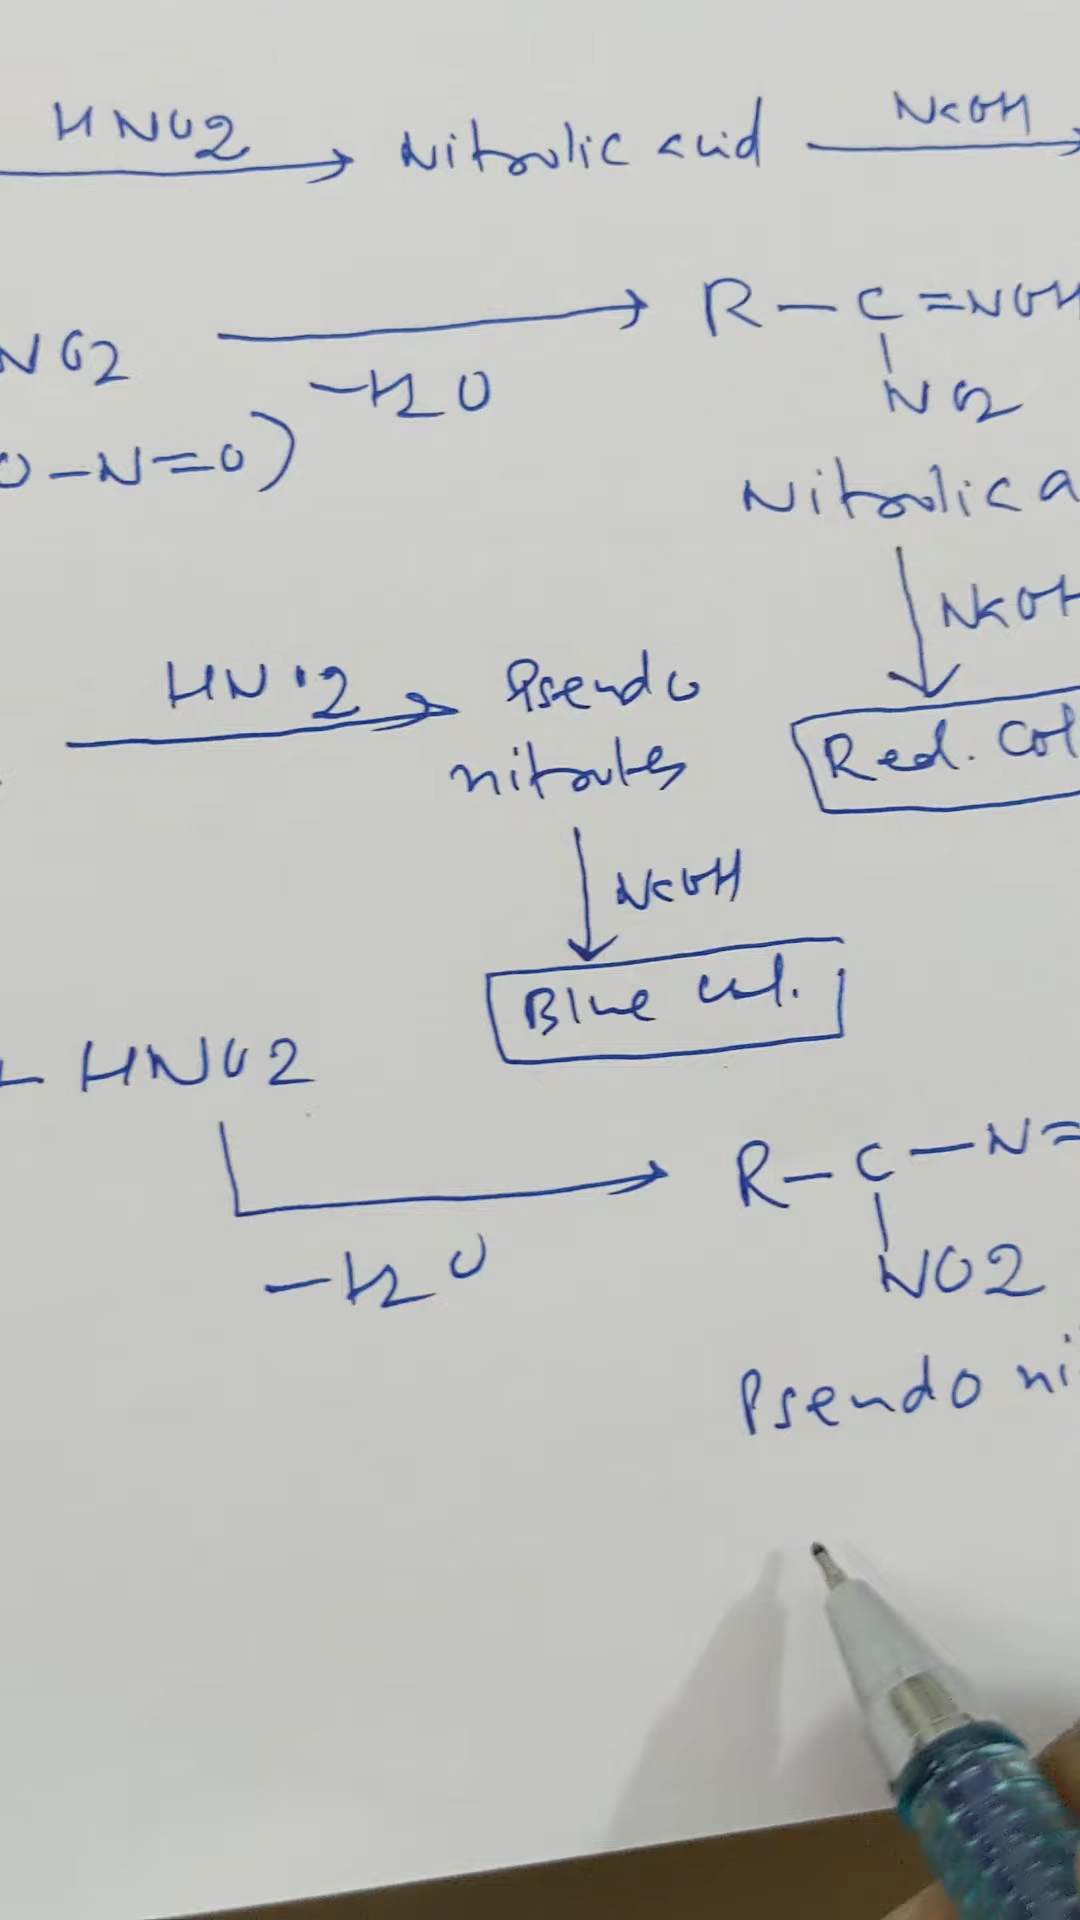 HNO2 → Nitrolic acid NaOH →
NO2 → R – C = NOH
– H2O
NO2
O – N = O)
Nitrolic a
NaOH
HNO2 → Pseudo
nitroles
Red. Col
NaOH
Blue col.
+ HNO2
→ R – C – N =
– H2O
NO2
Pseudo ni